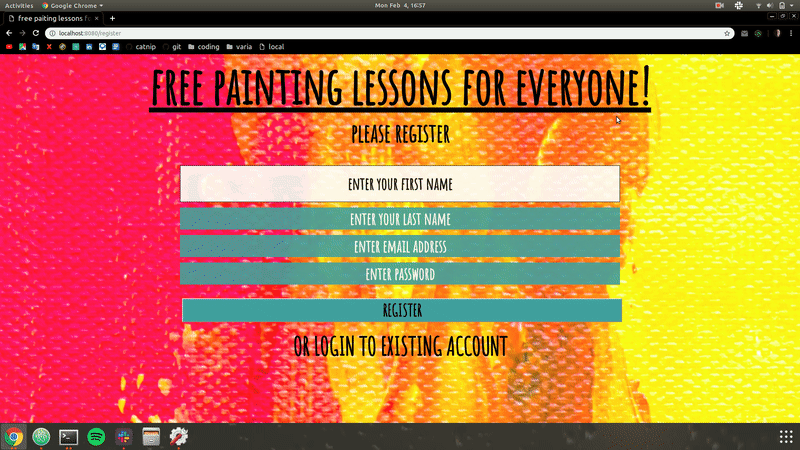 Activities Google Chrome Mon Feb 4, 16:57
free paiting lessons fo
localhost:8080/register
catnip git coding varia local
FREE PAINTING LESSONS FOR EVERYONE!
PLEASE REGISTER
ENTER YOUR FIRST NAME
ENTER YOUR LAST NAME
ENTER EMAIL ADDRESS
ENTER PASSWORD
REGISTER
OR LOGIN TO EXISTING ACCOUNT